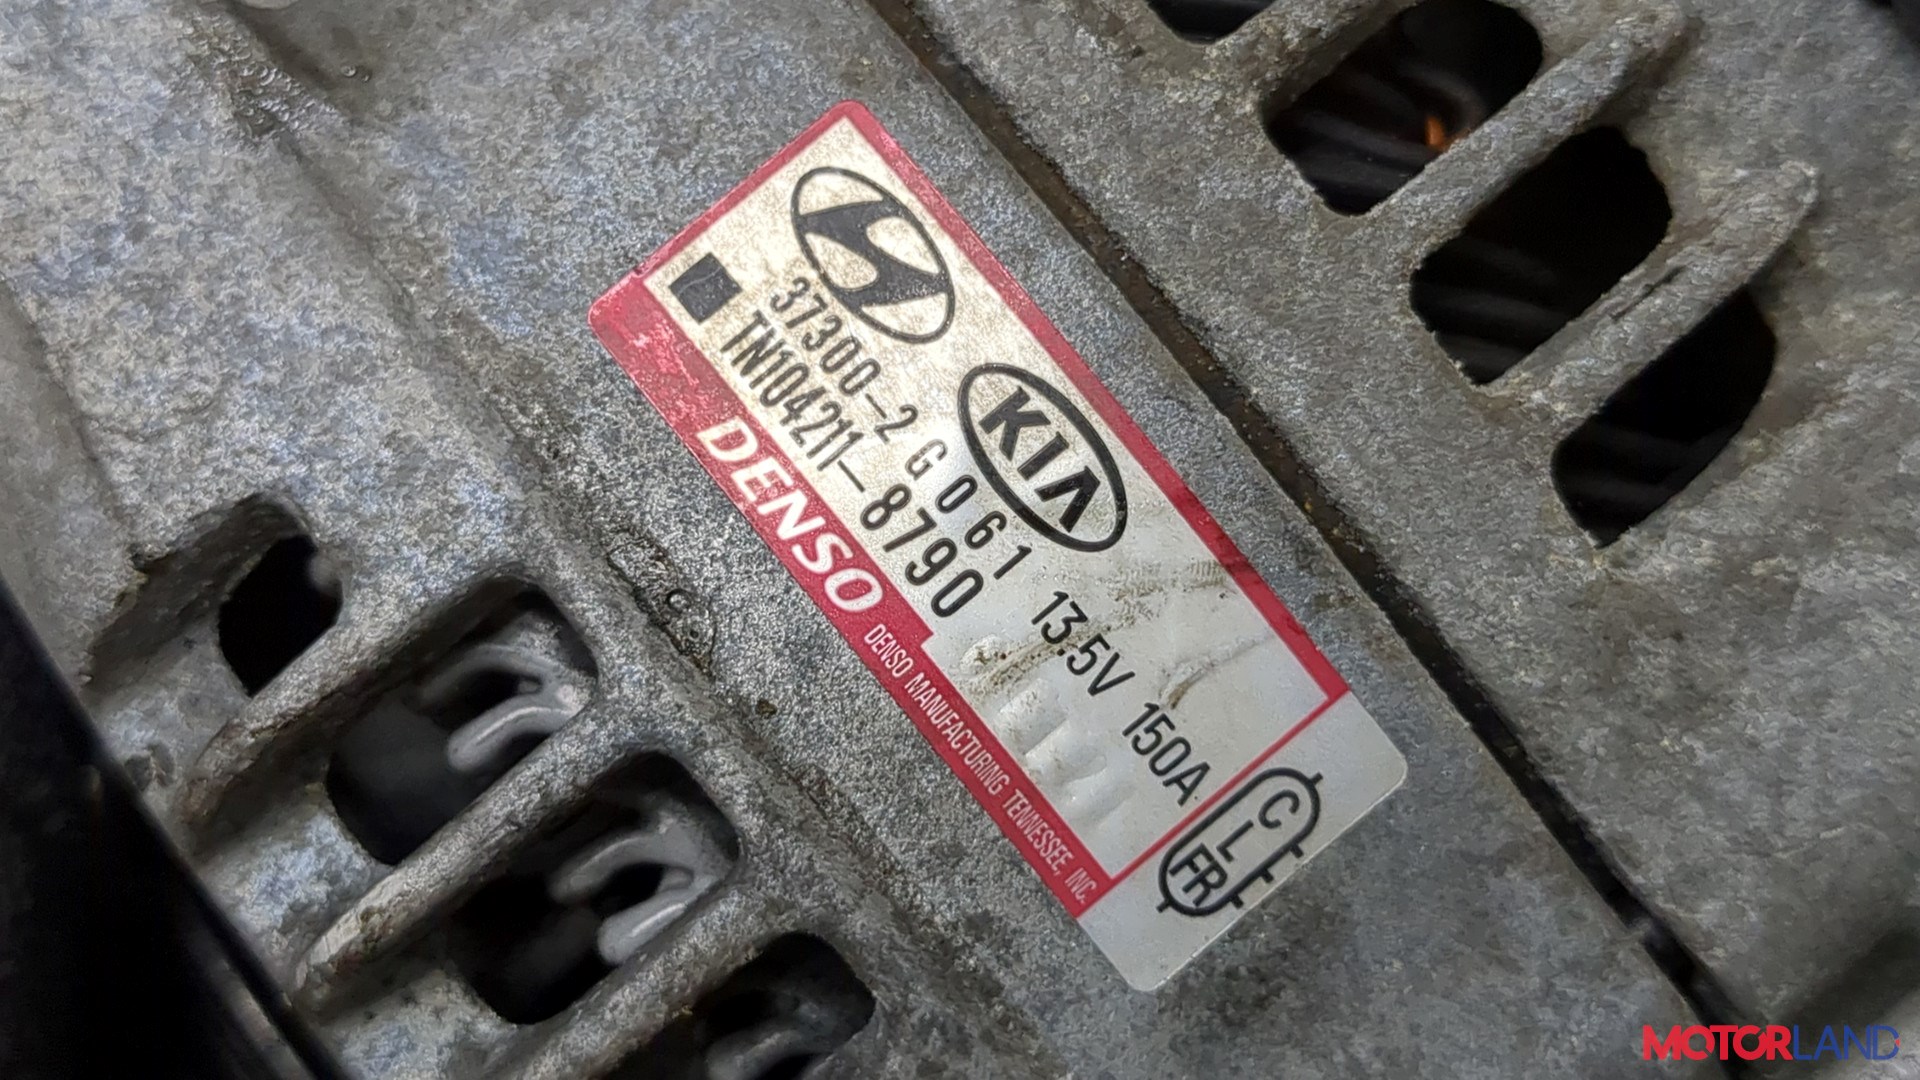 KIA
37300-2G061 13.5V 150A
TN104211-8790
DENSO DENSO MANUFACTURING TENNESSEE, INC.
C
L
FR
MOTORLAND